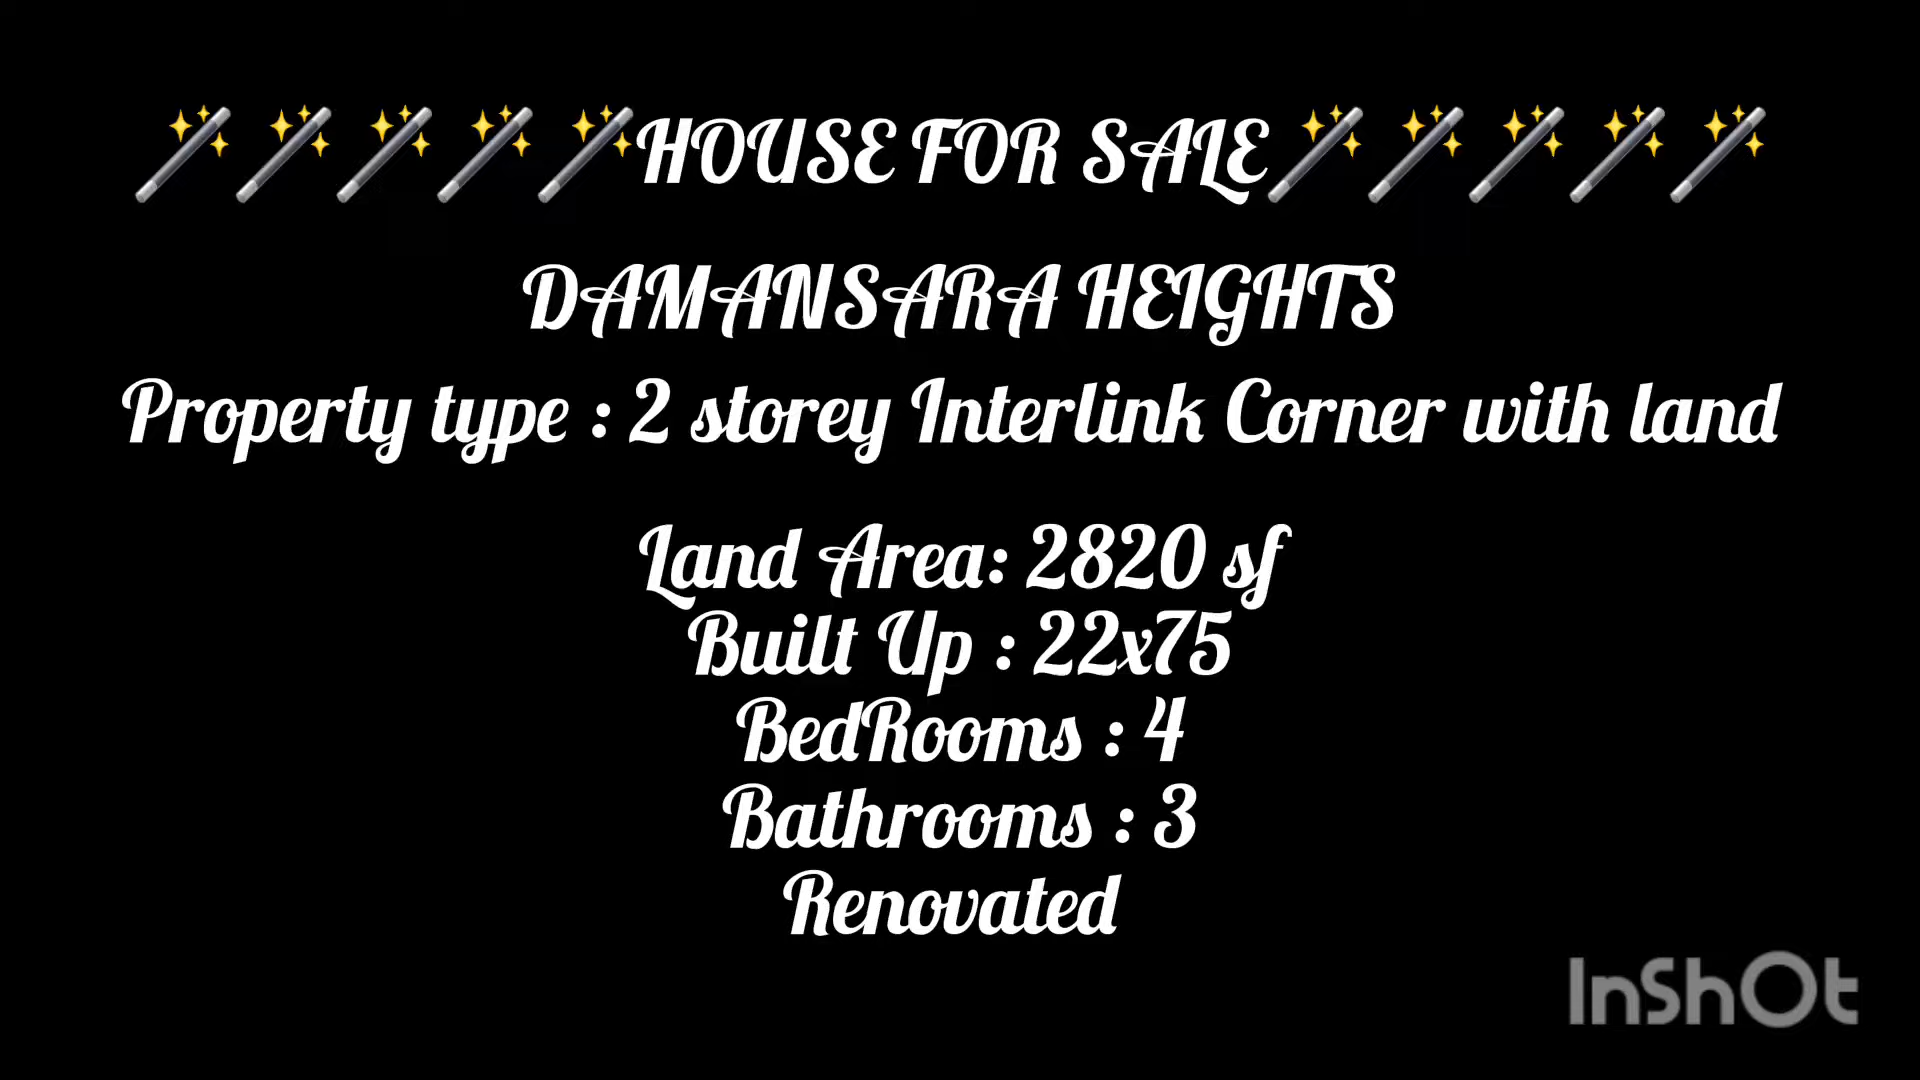 🪄🪄🪄🪄🪄HOUSE FOR SALE🪄🪄🪄🪄🪄
DAMANSARA HEIGHTS
Property type : 2 storey Interlink Corner with land
Land Area: 2820 sf
Built Up : 22x75
BedRooms : 4
Bathrooms : 3
Renovated
InShOt